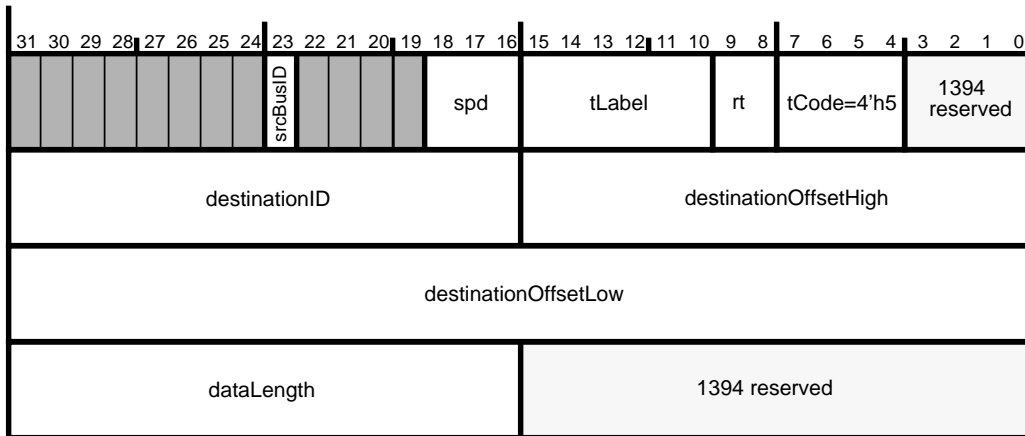 31 30 29 28 27 26 25 24 23 22 21 20 19 18 17 16 15 14 13 12 11 10 9 8 7 6 5 4 3 2 1 0
srcBusID spd tLabel rt tCode=4'h5 1394
reserved
destinationID destinationOffsetHigh
destinationOffsetLow
dataLength 1394 reserved